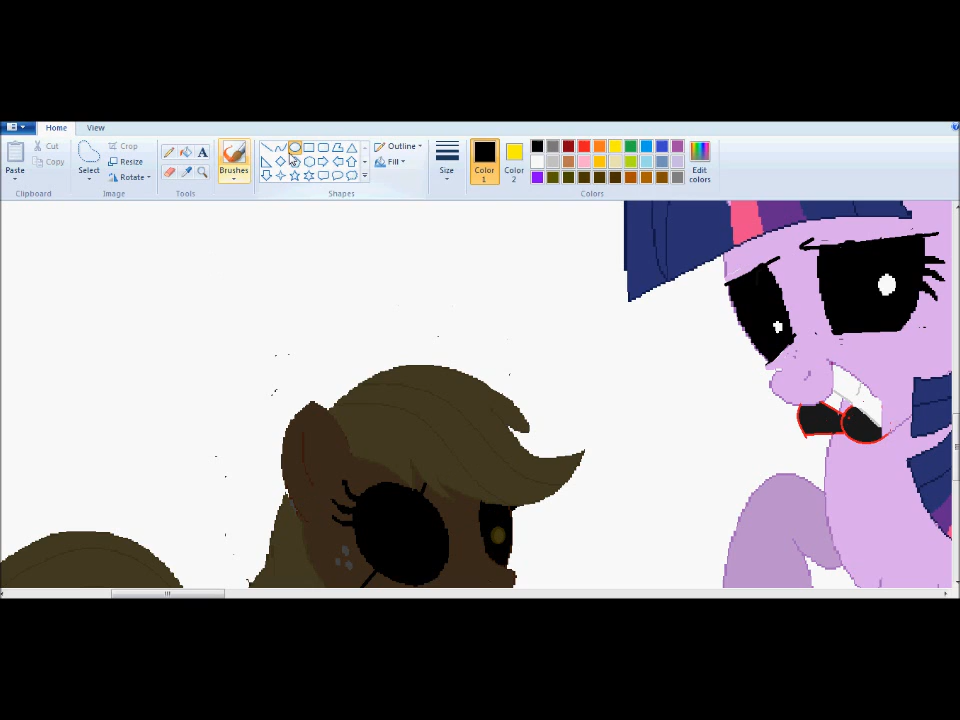 Home View
Paste
Cut
Copy
Clipboard
Select
Crop
Resize
Rotate
Image
A
Tools
Brushes
Shapes
Outline
Fill
Size
Color 1
Color 2
Edit colors
Colors